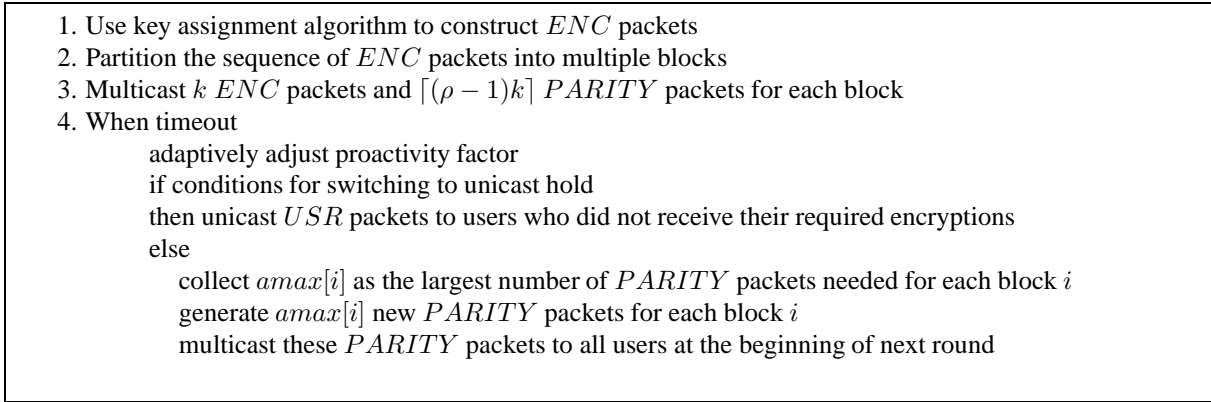 1. Use key assignment algorithm to construct ENC packets
2. Partition the sequence of ENC packets into multiple blocks
3. Multicast k ENC packets and ⌈(ρ − 1)k⌉ PARITY packets for each block
4. When timeout
adaptively adjust proactivity factor
if conditions for switching to unicast hold
then unicast USR packets to users who did not receive their required encryptions
else
collect amax[i] as the largest number of PARITY packets needed for each block i
generate amax[i] new PARITY packets for each block i
multicast these PARITY packets to all users at the beginning of next round